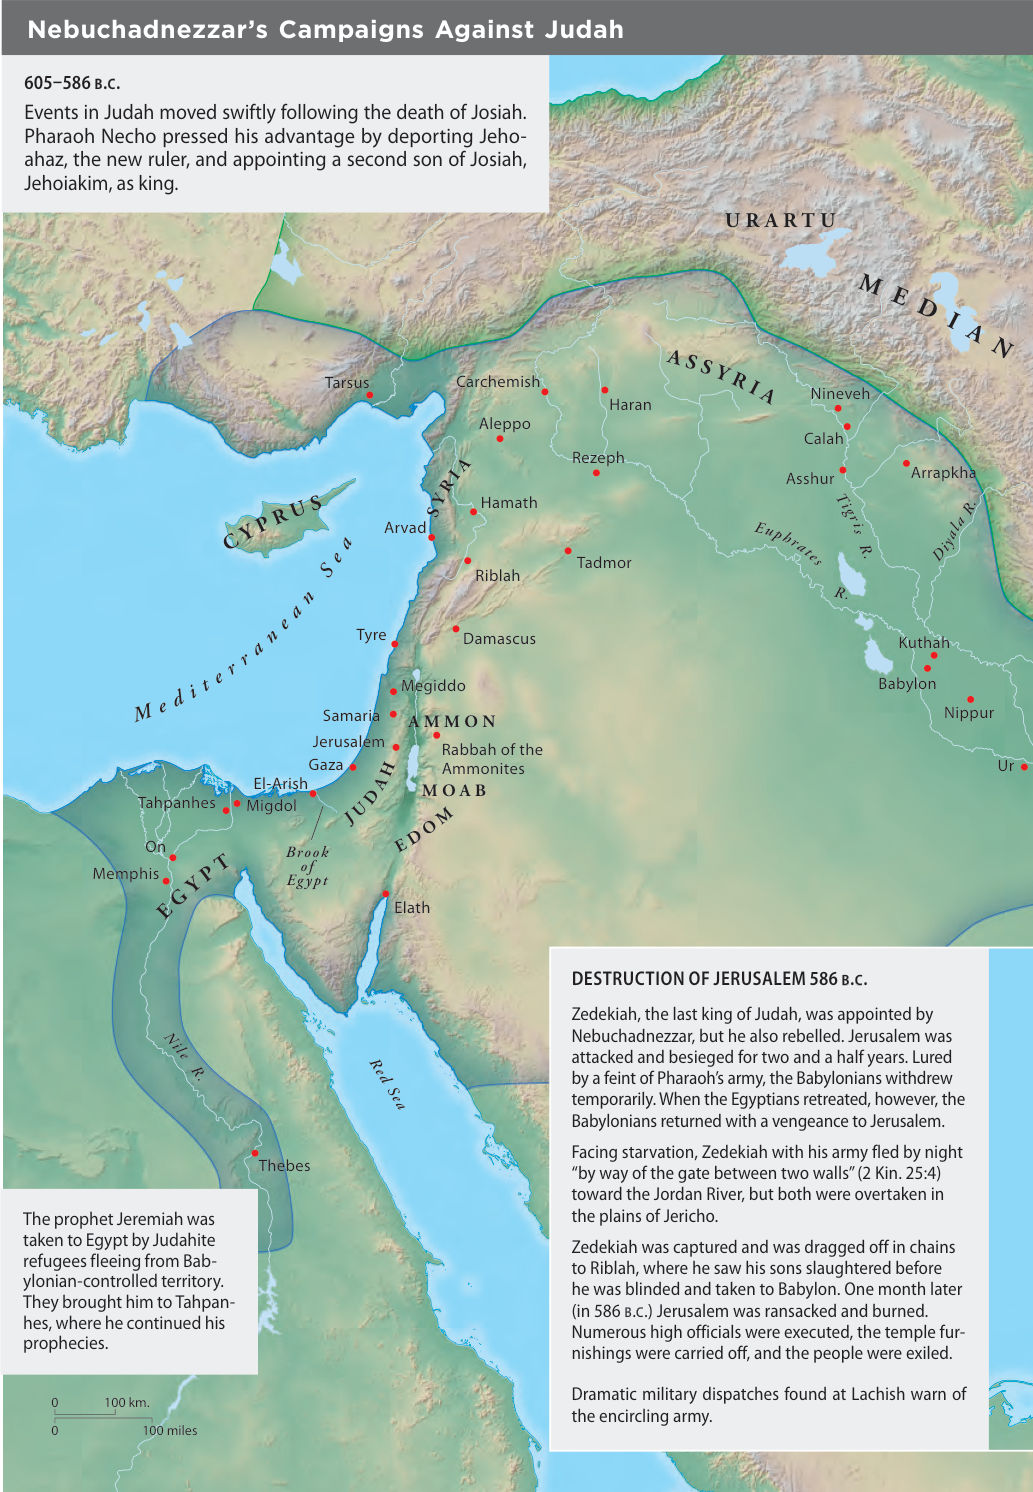 Nebuchadnezzar’s Campaigns Against Judah
605–586 B.C.
Events in Judah moved swiftly following the death of Josiah.
Pharaoh Necho pressed his advantage by deporting Jeho-
ahaz, the new ruler, and appointing a second son of Josiah,
Jehoiakim, as king.
URARTU
MEDIAN
ASSYRIA
Tarsus
Carchemish
Haran
Nineveh
Aleppo
Calah
Rezeph
Asshur
Arrapkha
SYRIA
Hamath
CYPRUS
Arvad
Tigris R.
Diyala R.
Euphrates
R.
Mediterranean Sea
Riblah
Tadmor
Tyre
Damascus
Kuthah
Babylon
Nippur
Megiddo
Samaria
AMMON
Jerusalem
Rabbah of the
Ammonites
Gaza
Ur
El-Arish
JUDAH
MOAB
Tahpanhes
Migdol
EDOM
On
Brook
of
Egypt
Memphis
EGYPT
Elath
Nile R.
Red Sea
Thebes
DESTRUCTION OF JERUSALEM 586 B.C.
Zedekiah, the last king of Judah, was appointed by
Nebuchadnezzar, but he also rebelled. Jerusalem was
attacked and besieged for two and a half years. Lured
by a feint of Pharaoh’s army, the Babylonians withdrew
temporarily. When the Egyptians retreated, however, the
Babylonians returned with a vengeance to Jerusalem.
Facing starvation, Zedekiah with his army fled by night
“by way of the gate between two walls” (2 Kin. 25:4)
toward the Jordan River, but both were overtaken in
the plains of Jericho.
Zedekiah was captured and was dragged off in chains
to Riblah, where he saw his sons slaughtered before
he was blinded and taken to Babylon. One month later
(in 586 B.C.) Jerusalem was ransacked and burned.
Numerous high officials were executed, the temple fur-
nishings were carried off, and the people were exiled.
Dramatic military dispatches found at Lachish warn of
the encircling army.
The prophet Jeremiah was
taken to Egypt by Judahite
refugees fleeing from Bab-
ylonian-controlled territory.
They brought him to Tahpan-
hes, where he continued his
prophecies.
0 100 km.
0 100 miles